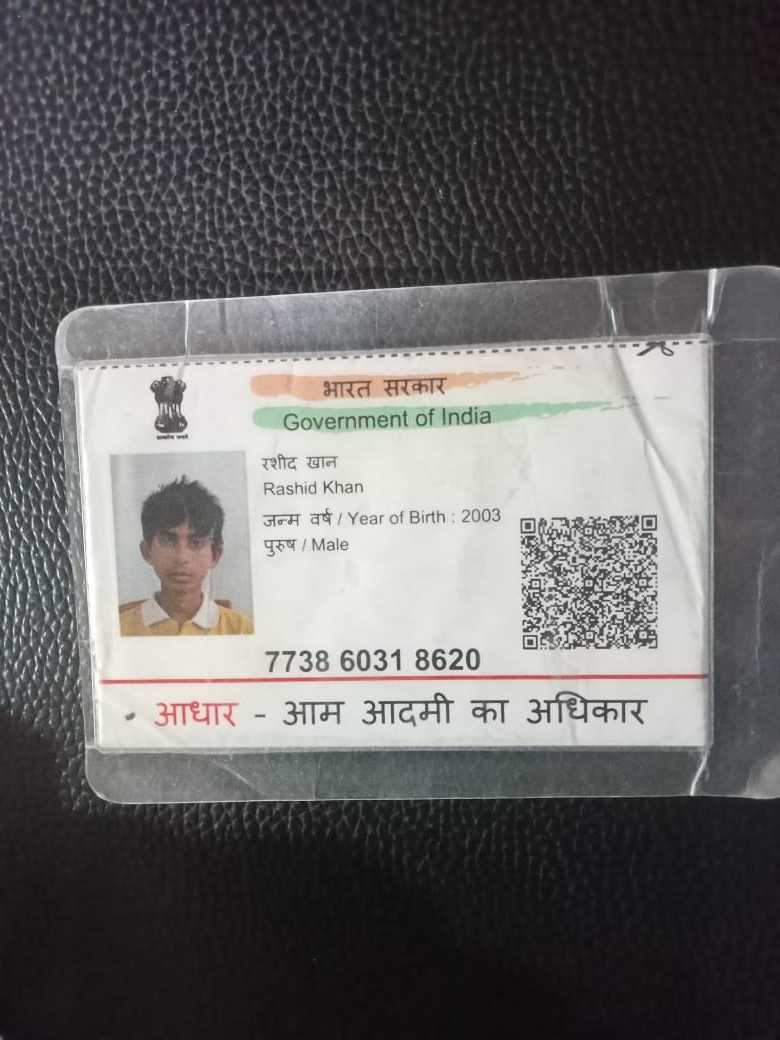 भारत सरकार
Government of India
रशीद खान
Rashid Khan
जन्म वर्ष / Year of Birth : 2003
पुरुष / Male
7738 6031 8620
आधार - आम आदमी का अधिकार